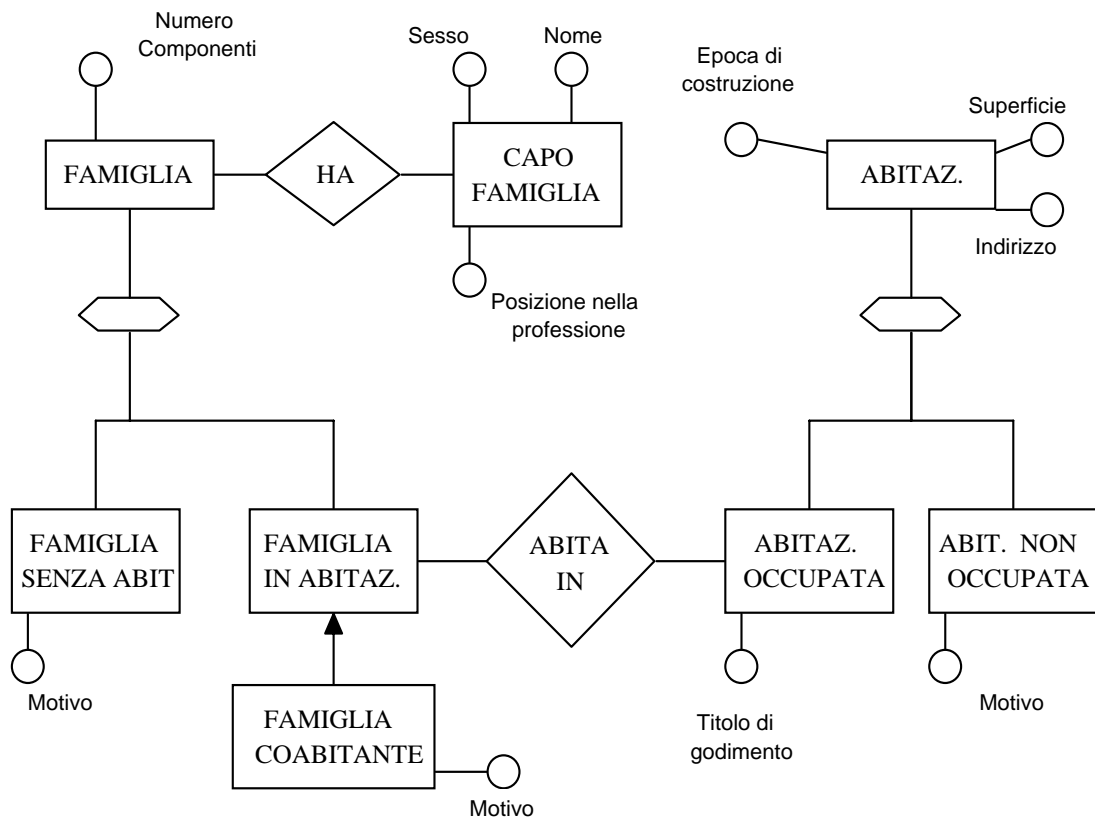 Numero
Componenti
Sesso
Nome
Epoca di
costruzione
Superficie
FAMIGLIA
HA
CAPO
FAMIGLIA
ABITAZ.
Indirizzo
Posizione nella
professione
FAMIGLIA
SENZA ABIT
FAMIGLIA
IN ABITAZ.
ABITA
IN
ABITAZ.
OCCUPATA
ABIT. NON
OCCUPATA
Motivo
FAMIGLIA
COABITANTE
Titolo di
godimento
Motivo
Motivo